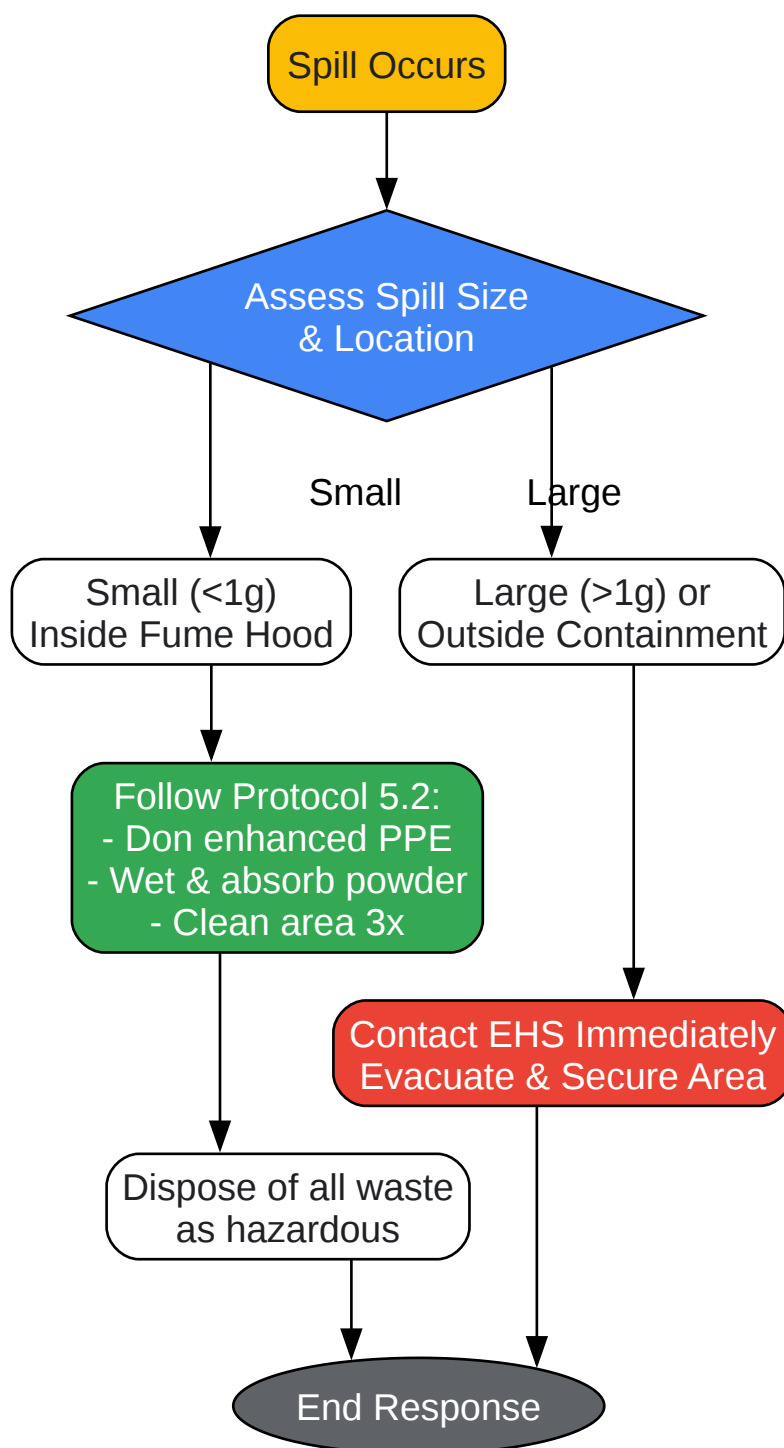 Spill Occurs
Assess Spill Size
& Location
Small
Large
Small (<1g)
Inside Fume Hood
Large (>1g) or
Outside Containment
Follow Protocol 5.2:
- Don enhanced PPE
- Wet & absorb powder
- Clean area 3x
Contact EHS Immediately
Evacuate & Secure Area
Dispose of all waste
as hazardous
End Response